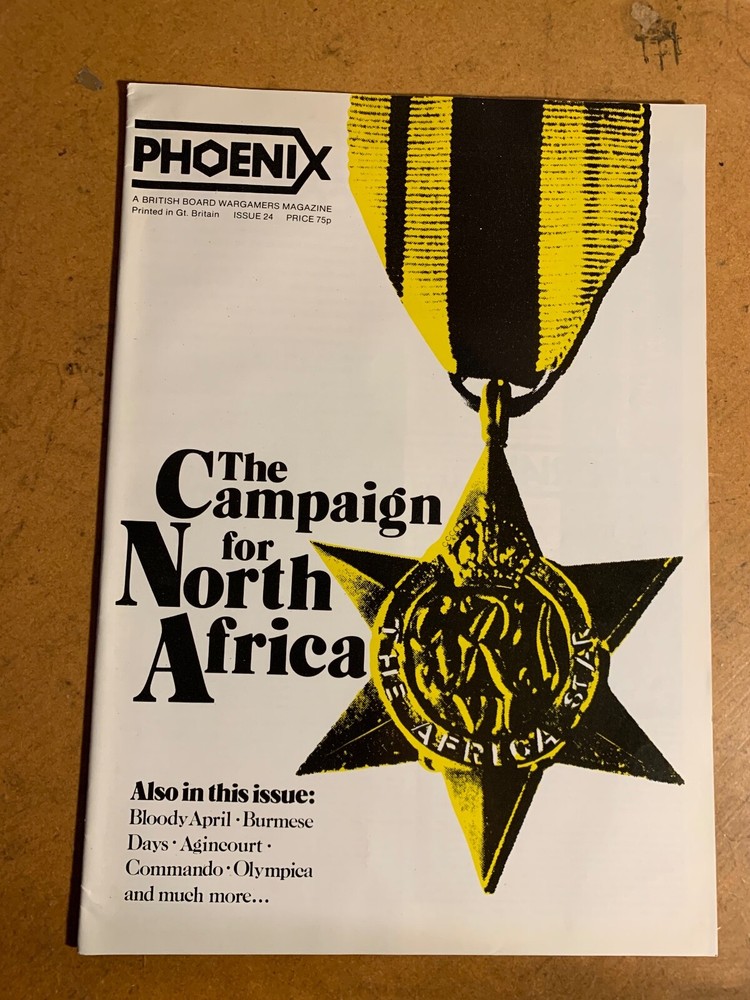 PHOENIX
A BRITISH BOARD WARGAMERS MAGAZINE
Printed in Gt. Britain ISSUE 24 PRICE 75p
The
Campaign
for
North
Africa
THE AFRICA STAR
Also in this issue:
Bloody April · Burmese
Days · Agincourt ·
Commando · Olympica
and much more...